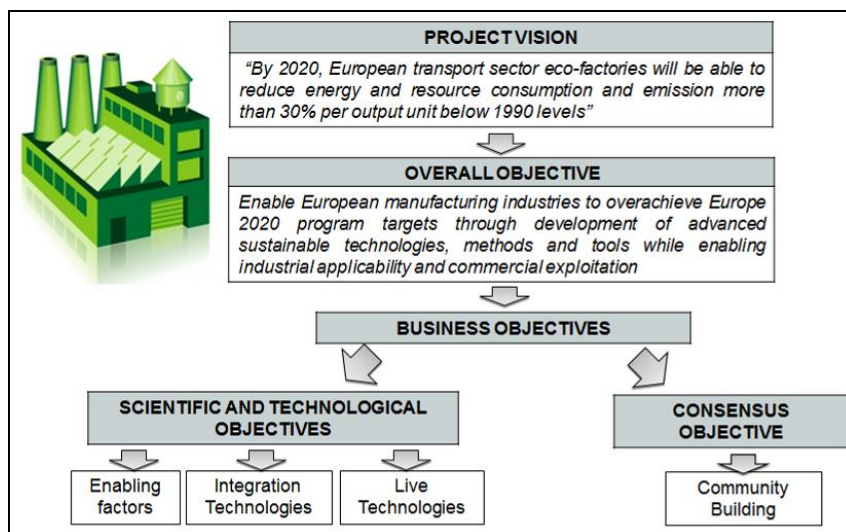 PROJECT VISION
“By 2020, European transport sector eco-factories will be able to
reduce energy and resource consumption and emission more
than 30% per output unit below 1990 levels”
OVERALL OBJECTIVE
Enable European manufacturing industries to overachieve Europe
2020 program targets through development of advanced
sustainable technologies, methods and tools while enabling
industrial applicability and commercial exploitation
BUSINESS OBJECTIVES
SCIENTIFIC AND TECHNOLOGICAL
OBJECTIVES
CONSENSUS
OBJECTIVE
Enabling
factors
Integration
Technologies
Live
Technologies
Community
Building